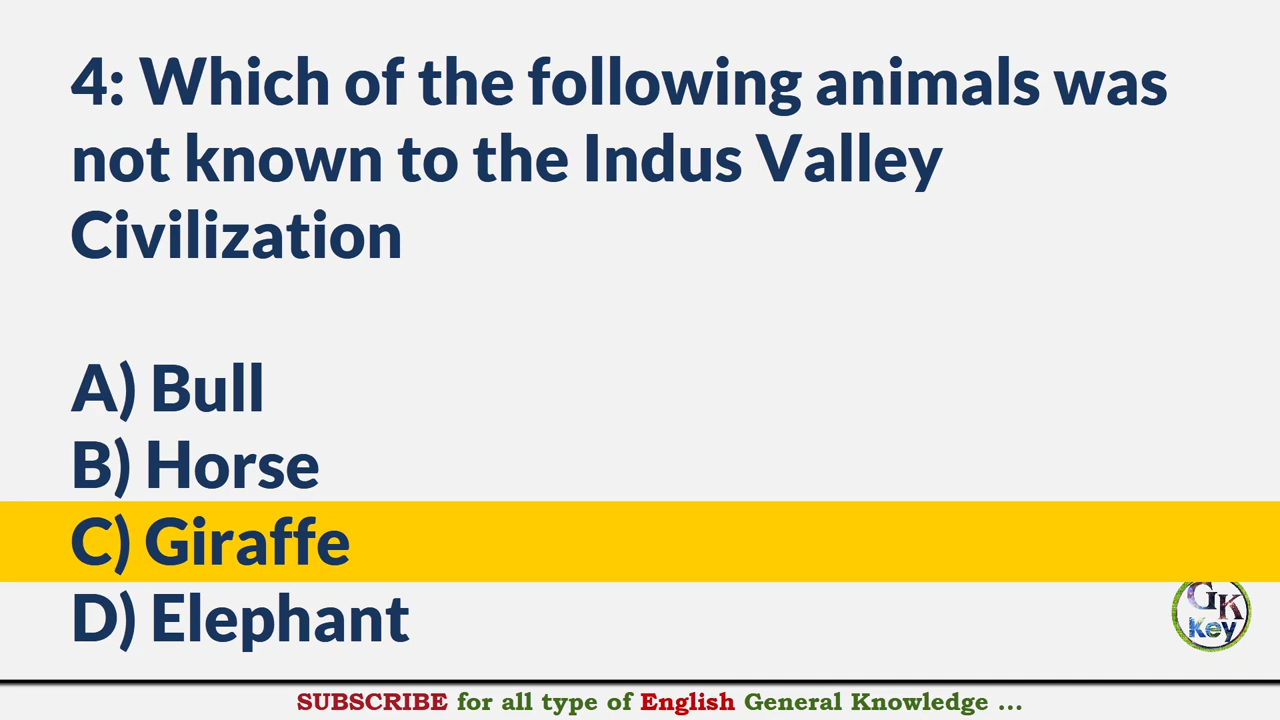 4: Which of the following animals was
not known to the Indus Valley
Civilization
A) Bull
B) Horse
C) Giraffe
D) Elephant
GK
Key
SUBSCRIBE for all type of English General Knowledge ...